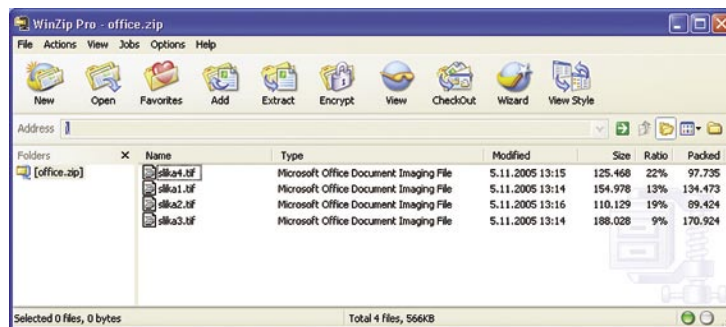 WinZip Pro - office.zip
File Actions View Jobs Options Help
New Open Favorites Add Extract Encrypt View CheckOut Wizard View Style
Address
Folders x Name Type Modified Size Ratio Packed
[office.zip] slika4.tif Microsoft Office Document Imaging File 5.11.2005 13:15 125.468 22% 97.735
slika1.tif Microsoft Office Document Imaging File 5.11.2005 13:14 154.978 13% 134.473
slika2.tif Microsoft Office Document Imaging File 5.11.2005 13:16 110.129 19% 89.424
slika3.tif Microsoft Office Document Imaging File 5.11.2005 13:14 188.028 9% 170.924
Selected 0 files, 0 bytes Total 4 files, 566KB